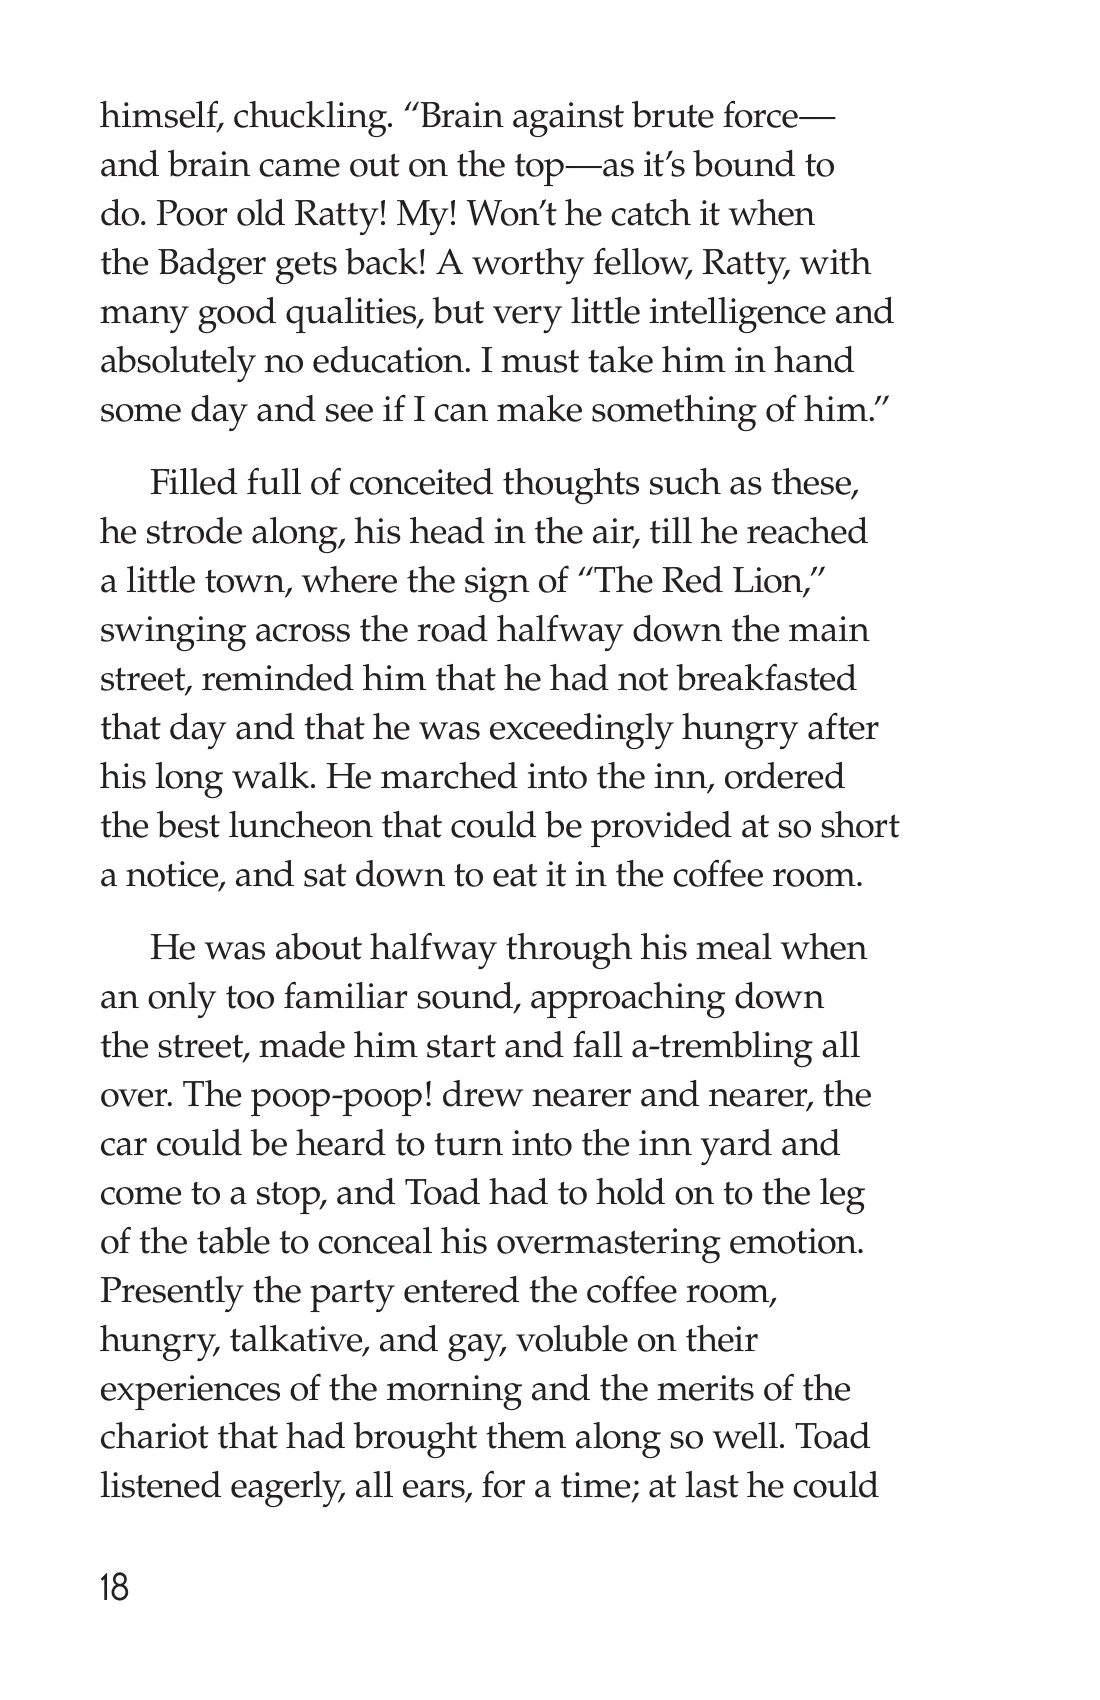 himself, chuckling. “Brain against brute force—
and brain came out on the top—as it’s bound to
do. Poor old Ratty! My! Won’t he catch it when
the Badger gets back! A worthy fellow, Ratty, with
many good qualities, but very little intelligence and
absolutely no education. I must take him in hand
some day and see if I can make something of him.”
Filled full of conceited thoughts such as these,
he strode along, his head in the air, till he reached
a little town, where the sign of “The Red Lion,”
swinging across the road halfway down the main
street, reminded him that he had not breakfasted
that day and that he was exceedingly hungry after
his long walk. He marched into the inn, ordered
the best luncheon that could be provided at so short
a notice, and sat down to eat it in the coffee room.
He was about halfway through his meal when
an only too familiar sound, approaching down
the street, made him start and fall a-trembling all
over. The poop-poop! drew nearer and nearer, the
car could be heard to turn into the inn yard and
come to a stop, and Toad had to hold on to the leg
of the table to conceal his overmastering emotion.
Presently the party entered the coffee room,
hungry, talkative, and gay, voluble on their
experiences of the morning and the merits of the
chariot that had brought them along so well. Toad
listened eagerly, all ears, for a time; at last he could
18